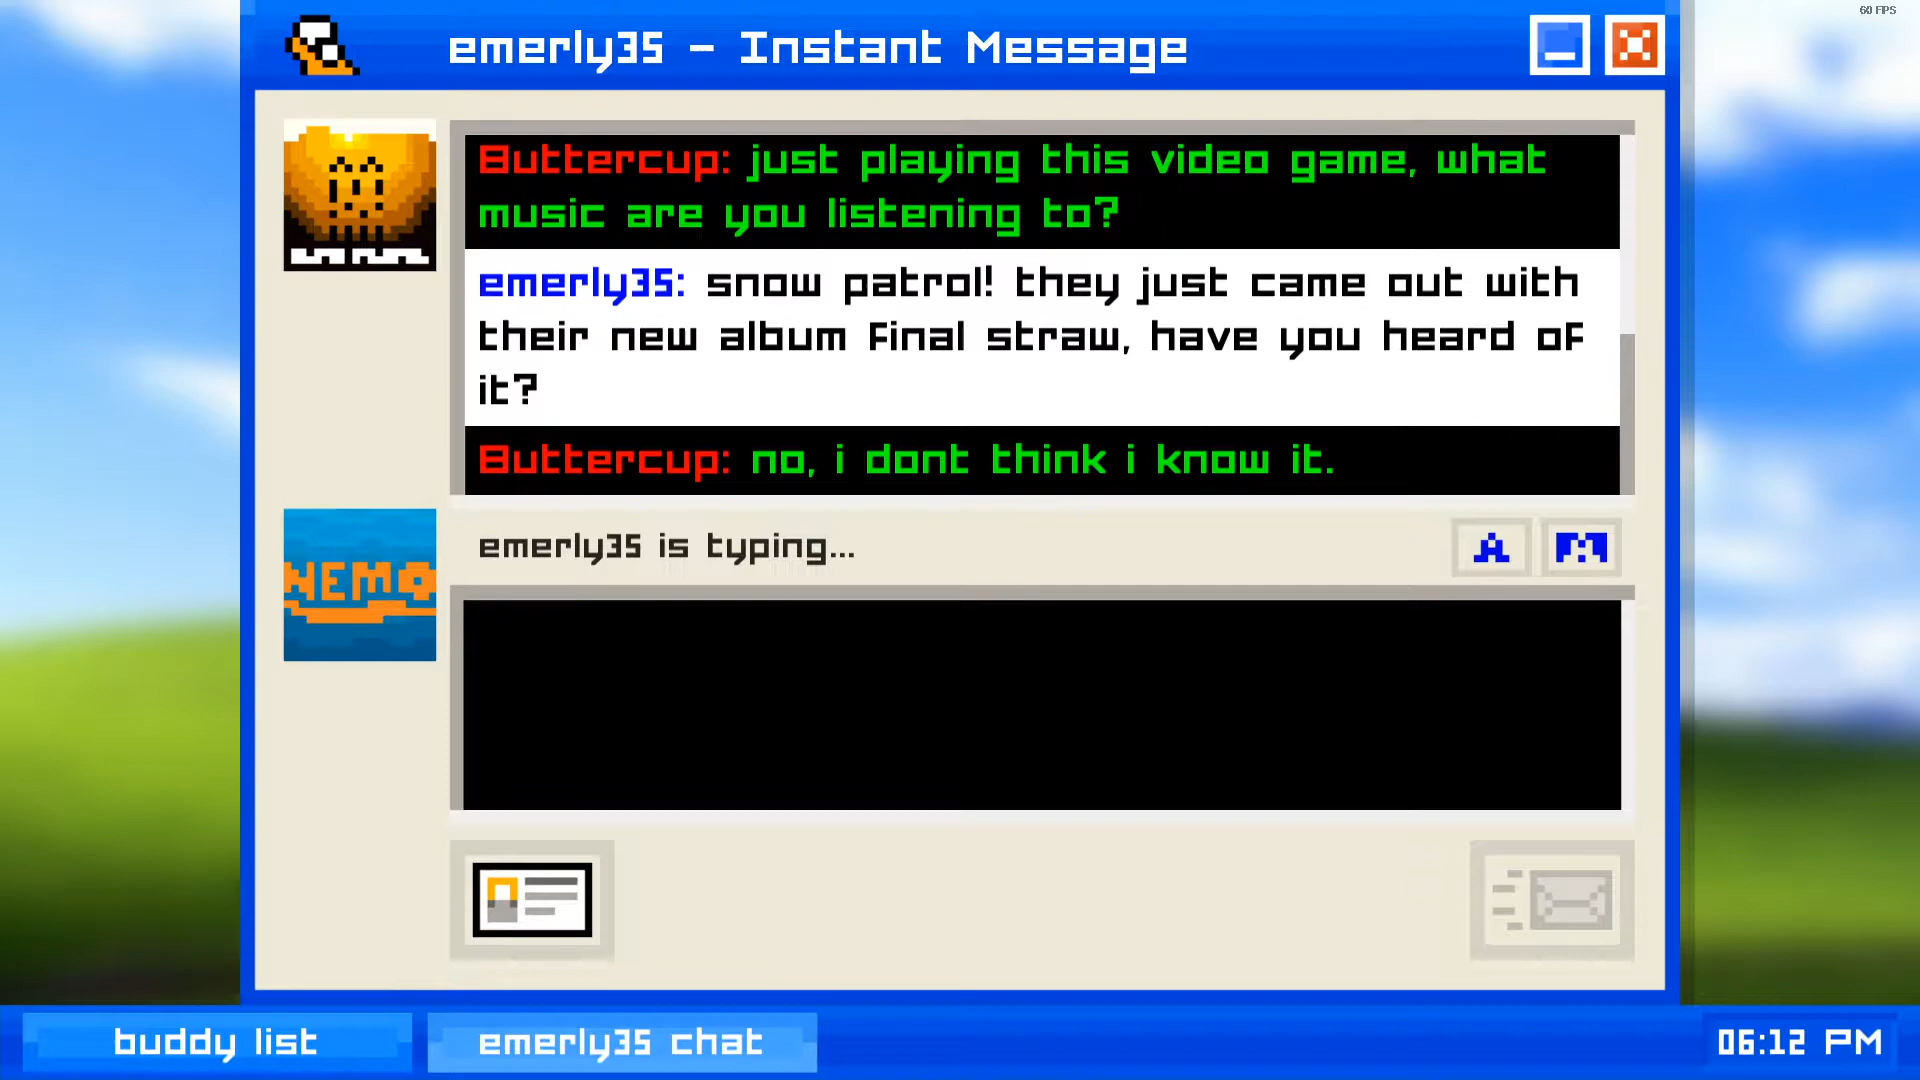 60 FPS
emerly35 - Instant Message
Buttercup: just playing this video game, what
music are you listening to?
emerly35: snow patrol! they just came out with
their new album final straw, have you heard of
it?
Buttercup: no, i dont think i know it.
emerly35 is typing...
A
NEMO
buddy list
emerly35 chat
06:12 PM